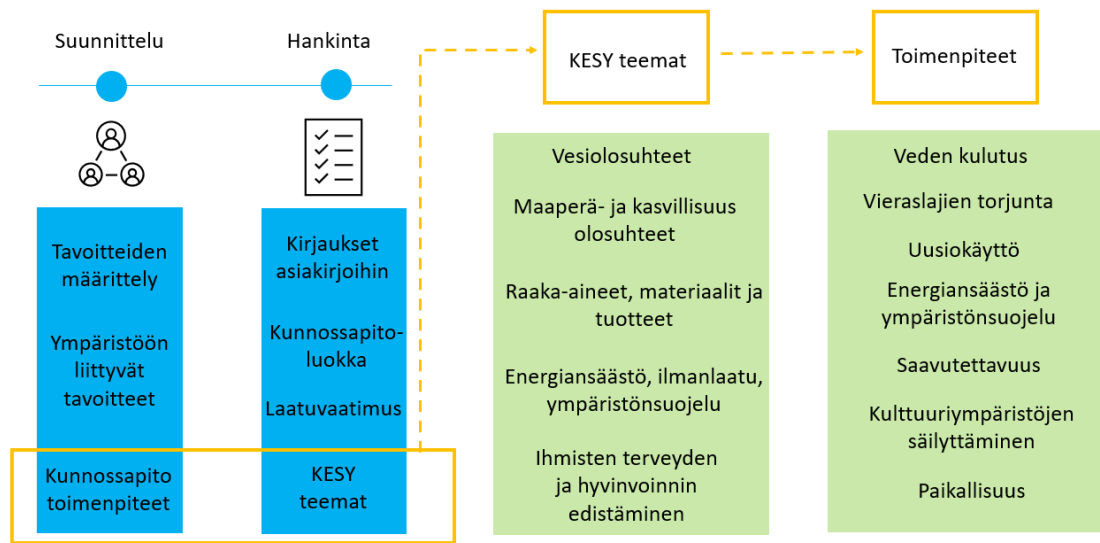 Suunnittelu
Hankinta
Tavoitteiden
määrittely
Ympäristöön
liittyvät
tavoitteet
Kunnossapito
toimenpiteet
Kirjaukset
asiakirjoihin
Kunnossapito-
luokka
Laatuvaatimus
KESY
teemat
KESY teemat
Vesiolosuhteet
Maaperä- ja kasvillisuus
olosuhteet
Raaka-aineet, materiaalit ja
tuotteet
Energiansäästö, ilmanlaatu,
ympäristönsuojelu
Ihmisten terveyden
ja hyvinvoinnin
edistäminen
Toimenpiteet
Veden kulutus
Vieraslajien torjunta
Uusiokäyttö
Energiansäästö ja
ympäristönsuojelu
Saavutettavuus
Kulttuuriympäristöjen
säilyttäminen
Paikallisuus